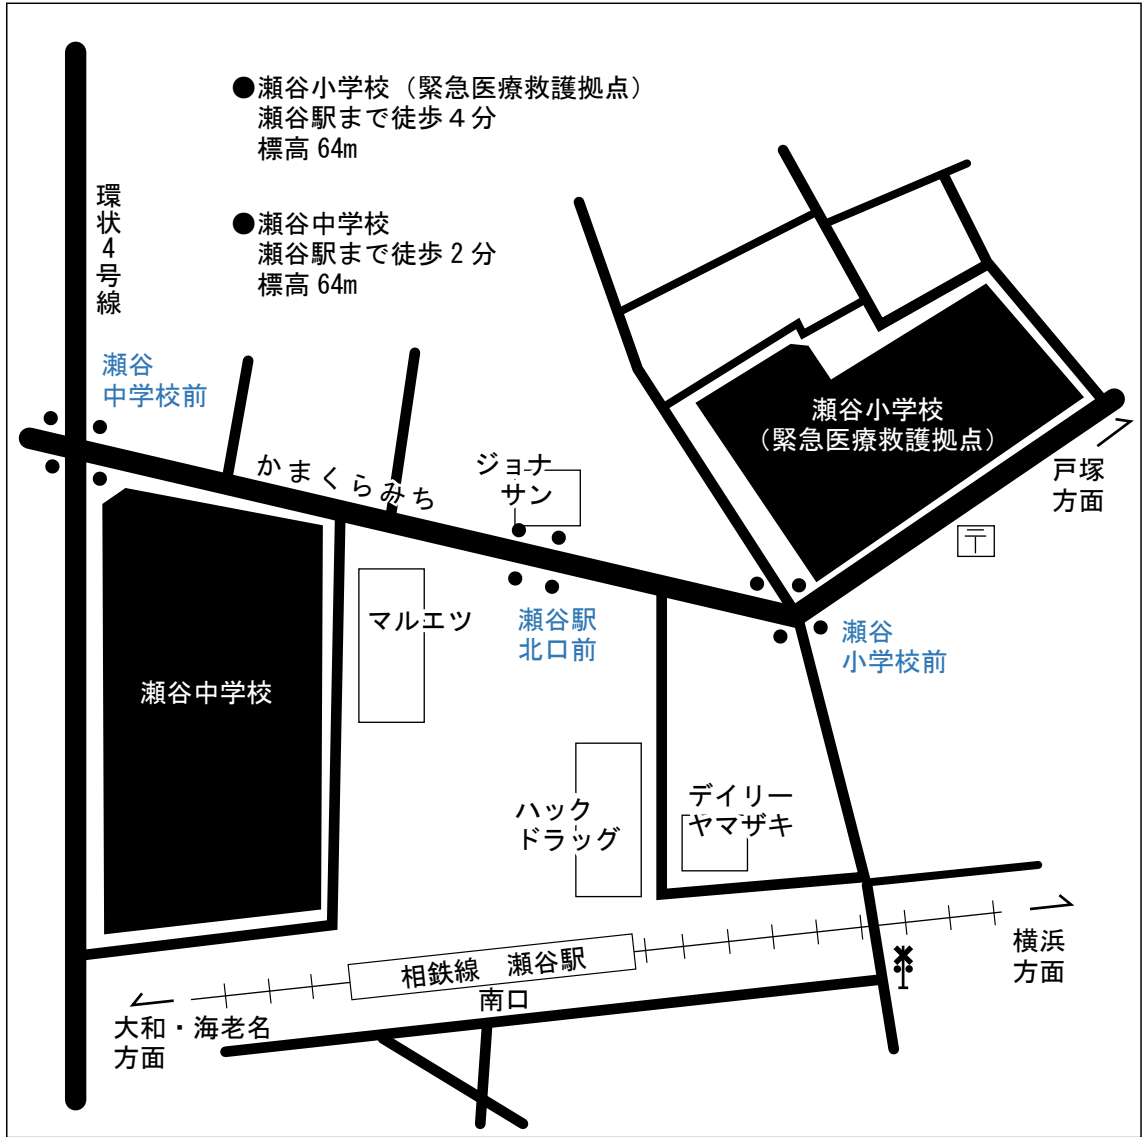 ●瀬谷小学校（緊急医療救護拠点）
瀬谷駅まで徒歩４分
標高 64m
●瀬谷中学校
瀬谷駅まで徒歩２分
標高 64m
環状４号線
瀬谷
中学校前
かまくらみち
ジョナ
サン
瀬谷小学校
（緊急医療救護拠点）
戸塚
方面
〒
マルエツ
瀬谷駅
北口前
瀬谷
小学校前
瀬谷中学校
ハック
ドラッグ
デイリー
ヤマザキ
相鉄線　瀬谷駅
南口
横浜
方面
大和・海老名
方面